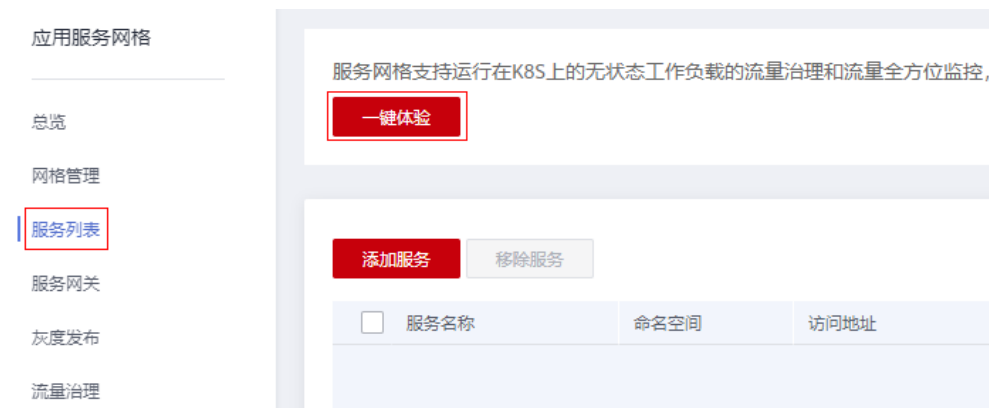 应用服务网格
总览
网格管理
服务列表
服务网关
灰度发布
流量治理
服务网格支持运行在K8S上的无状态工作负载的流量治理和流量全方位监控,
一键体验
添加服务 移除服务
服务名称 命名空间 访问地址